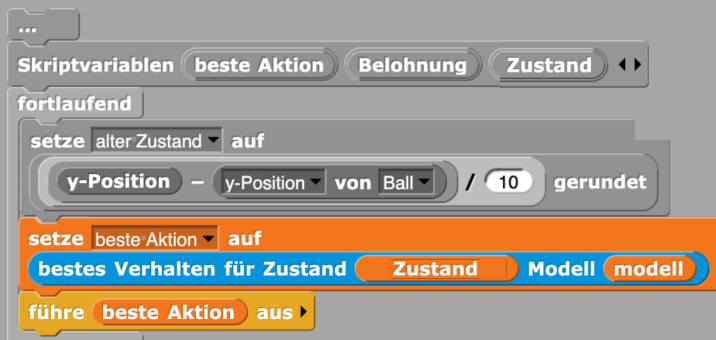 ...
Skriptvariablen beste Aktion Belohnung Zustand
fortlaufend
setze alter Zustand auf
y-Position – y-Position von Ball / 10 gerundet
setze beste Aktion auf
bestes Verhalten für Zustand Zustand Modell modell
führe beste Aktion aus